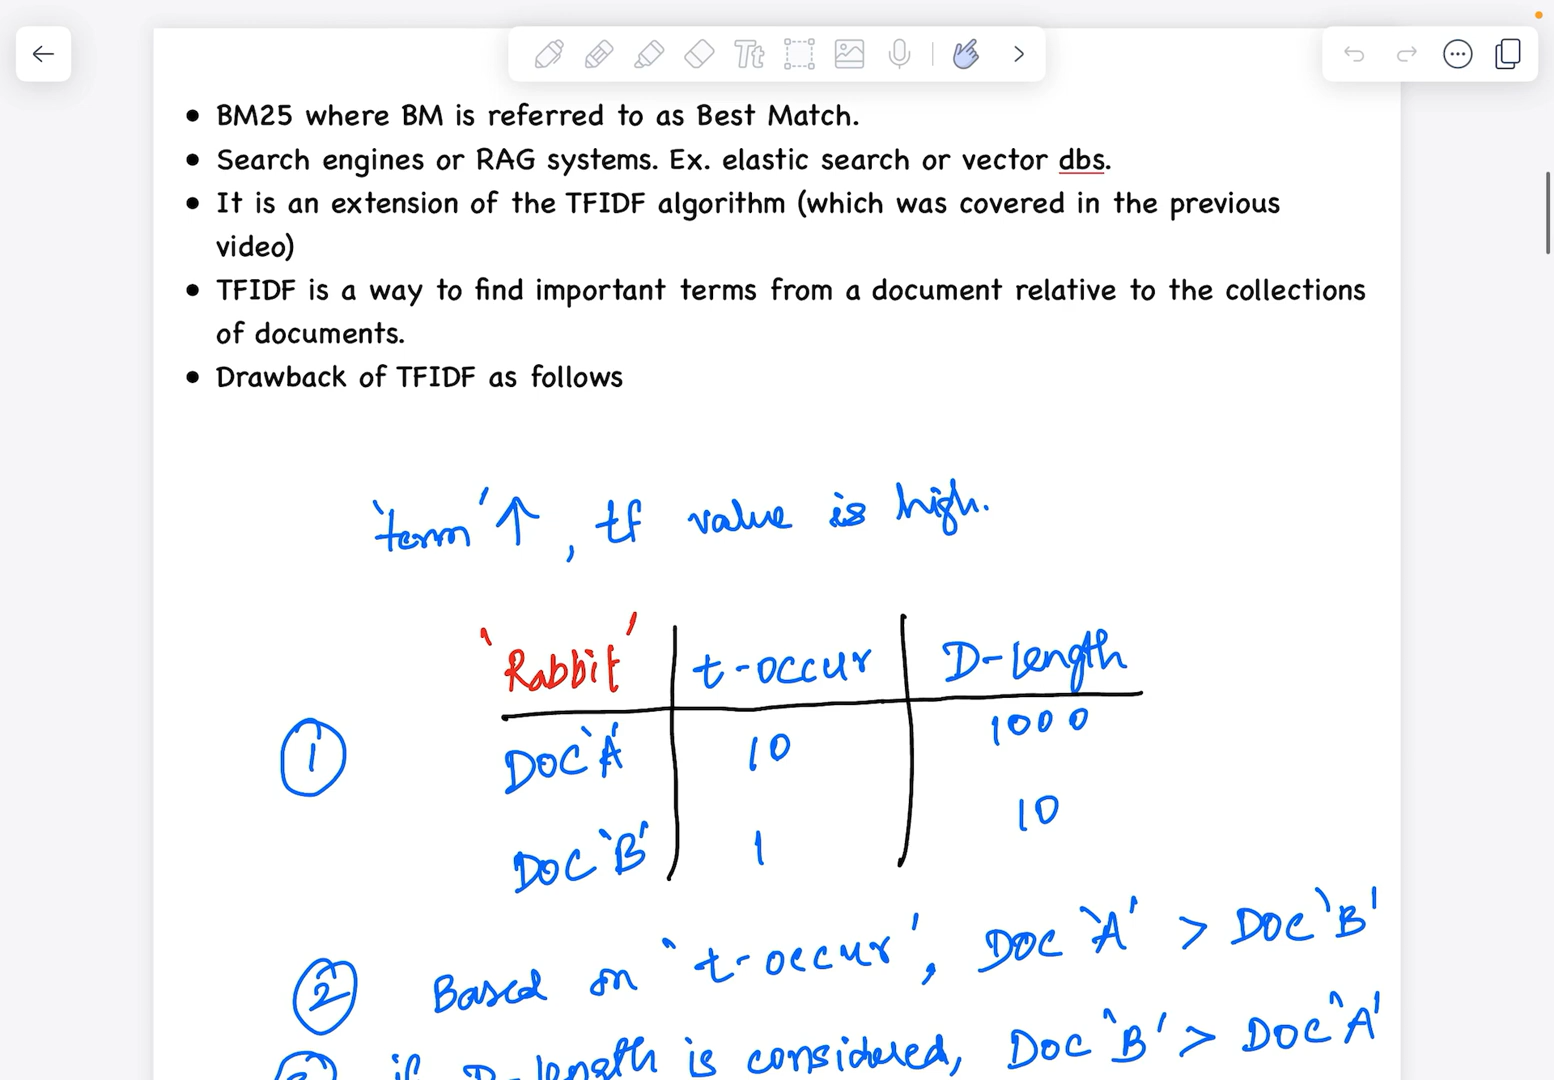 • BM25 where BM is referred to as Best Match.
• Search engines or RAG systems. Ex. elastic search or vector dbs.
• It is an extension of the TFIDF algorithm (which was covered in the previous
video)
• TFIDF is a way to find important terms from a document relative to the collections
of documents.
• Drawback of TFIDF as follows
'term' ↑, tf value is high.
'Rabbit' t-occur D-length
① DOC 'A' 10 1000
DOC 'B' 1 10
② Based on 't-occur', DOC 'A' > DOC 'B'
if D-length is considered, DOC 'B' > DOC 'A'